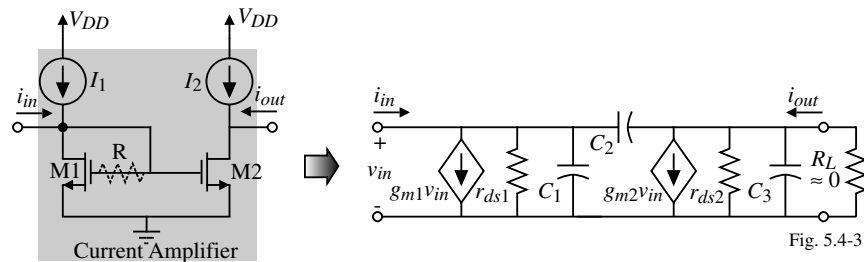 VDD VDD
I1 I2
iin iout
R
M1 M2
Current Amplifier
iin iout
+ C2
vin RL
≈ 0
gm1vin rds1 C1 gm2vin rds2 C3
-
Fig. 5.4-3